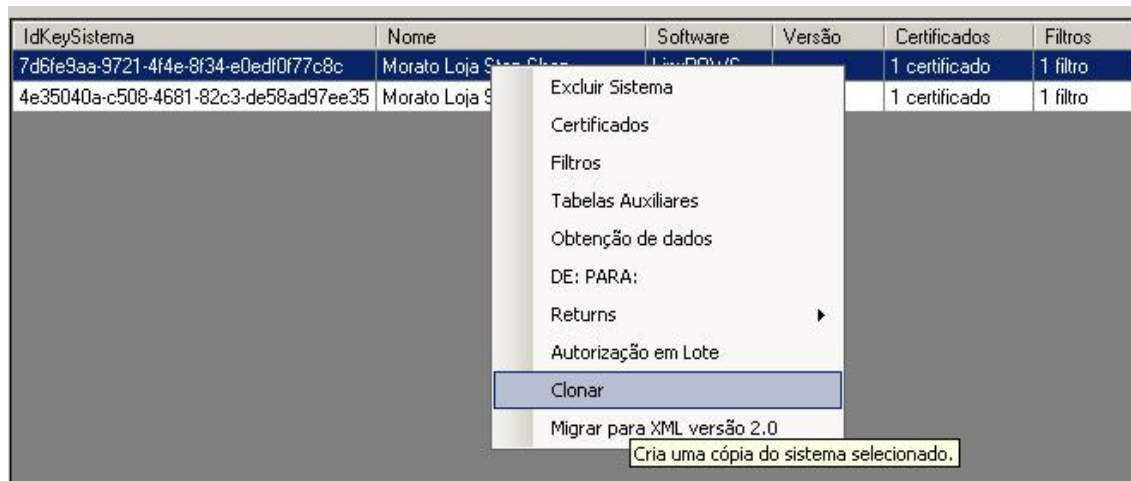 IdKeySistema Nome Software Versão Certificados Filtros
7d6fe9aa-9721-4f4e-8f34-e0edf0f77c8c Morato Loja 1 certificado 1 filtro
4e35040a-c508-4681-82c3-de58ad97ee35 Morato Loja S 1 certificado 1 filtro
Excluir Sistema
Certificados
Filtros
Tabelas Auxiliares
Obtenção de dados
DE: PARA:
Returns
Autorização em Lote
Clonar
Migrar para XML versão 2.0
Cria uma cópia do sistema selecionado.